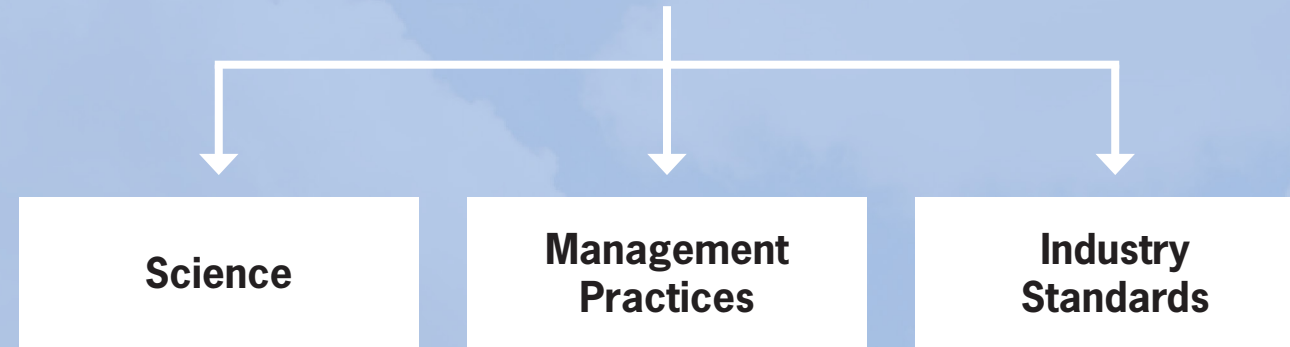 Science
Management
Practices
Industry
Standards